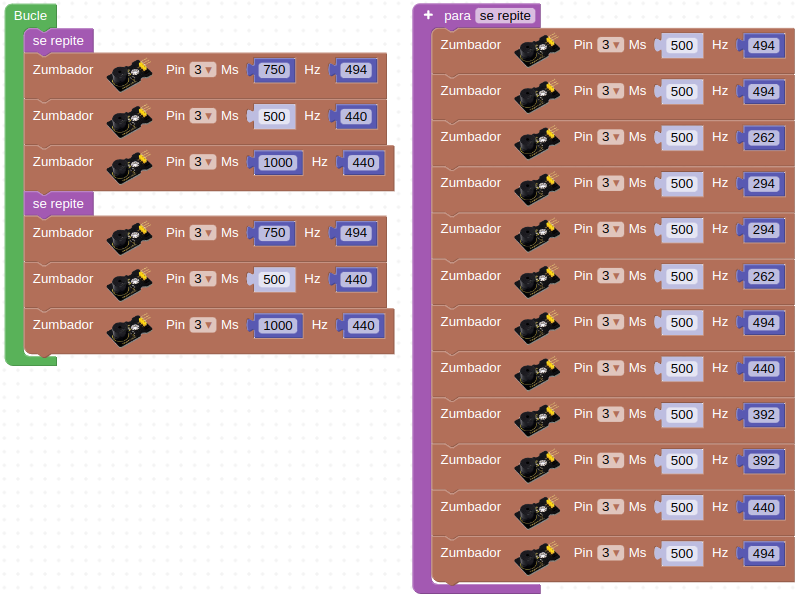 Bucle
se repite
Zumbador Pin 3 ▾ Ms 750 Hz 494
Zumbador Pin 3 ▾ Ms 500 Hz 440
Zumbador Pin 3 ▾ Ms 1000 Hz 440
se repite
Zumbador Pin 3 ▾ Ms 750 Hz 494
Zumbador Pin 3 ▾ Ms 500 Hz 440
Zumbador Pin 3 ▾ Ms 1000 Hz 440
+ para se repite
Zumbador Pin 3 ▾ Ms 500 Hz 494
Zumbador Pin 3 ▾ Ms 500 Hz 494
Zumbador Pin 3 ▾ Ms 500 Hz 262
Zumbador Pin 3 ▾ Ms 500 Hz 294
Zumbador Pin 3 ▾ Ms 500 Hz 294
Zumbador Pin 3 ▾ Ms 500 Hz 262
Zumbador Pin 3 ▾ Ms 500 Hz 494
Zumbador Pin 3 ▾ Ms 500 Hz 440
Zumbador Pin 3 ▾ Ms 500 Hz 392
Zumbador Pin 3 ▾ Ms 500 Hz 392
Zumbador Pin 3 ▾ Ms 500 Hz 440
Zumbador Pin 3 ▾ Ms 500 Hz 494